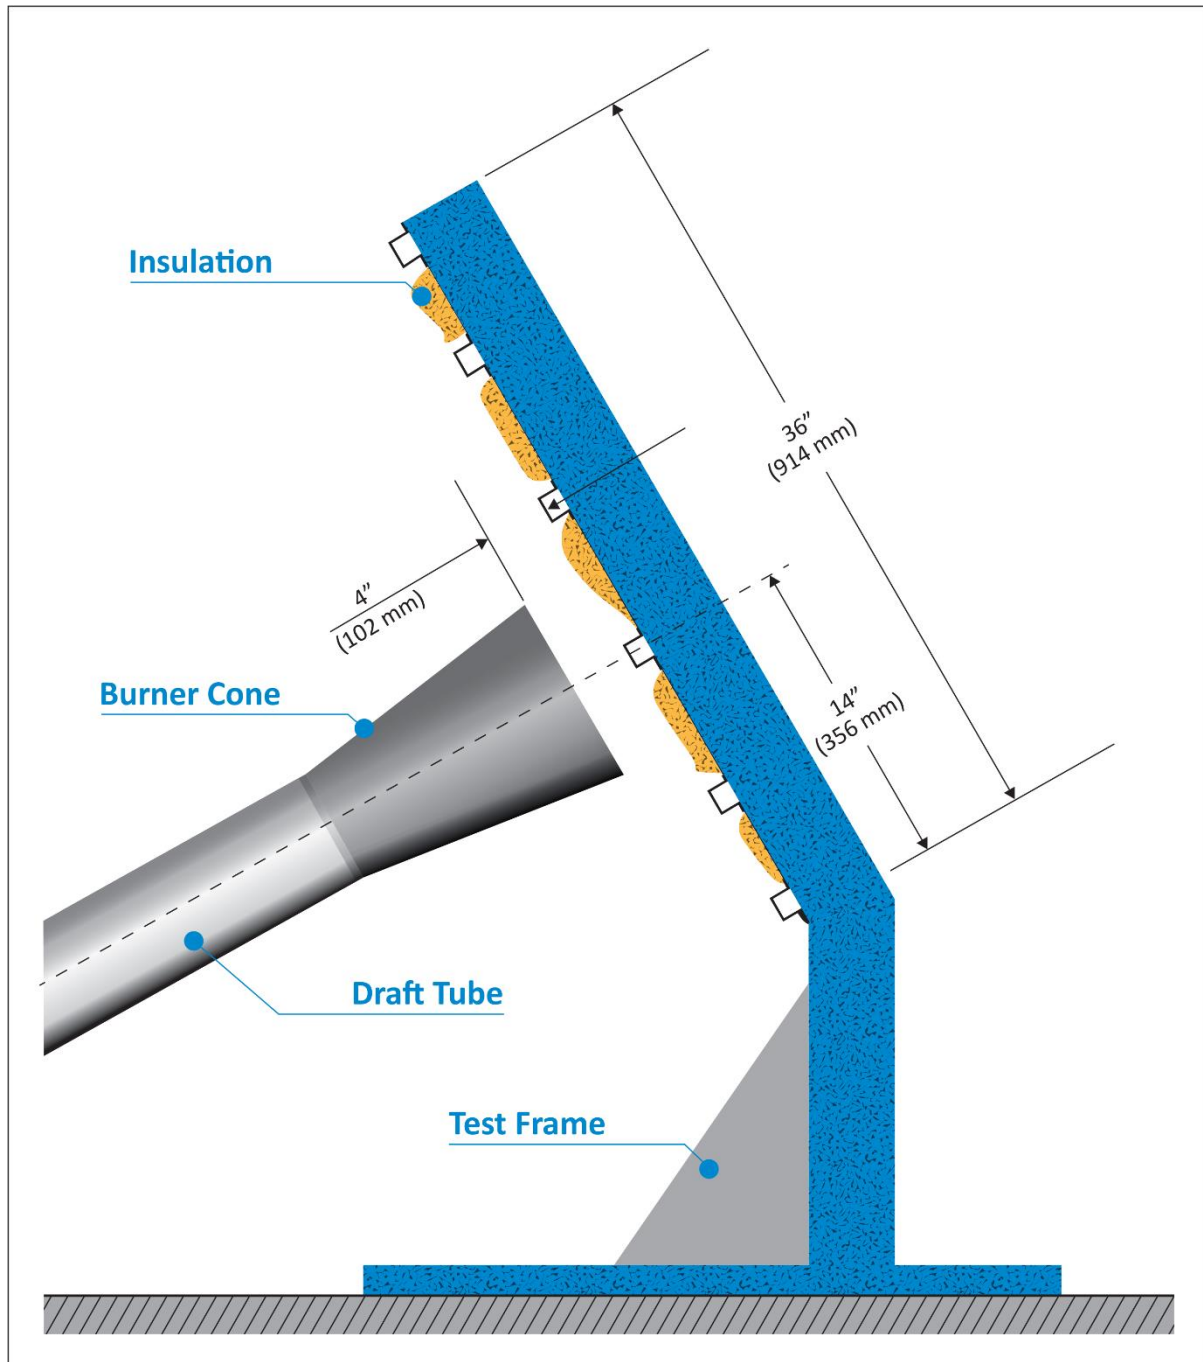 Insulation
36”
(914 mm)
4”
(102 mm)
Burner Cone
14”
(356 mm)
Draft Tube
Test Frame